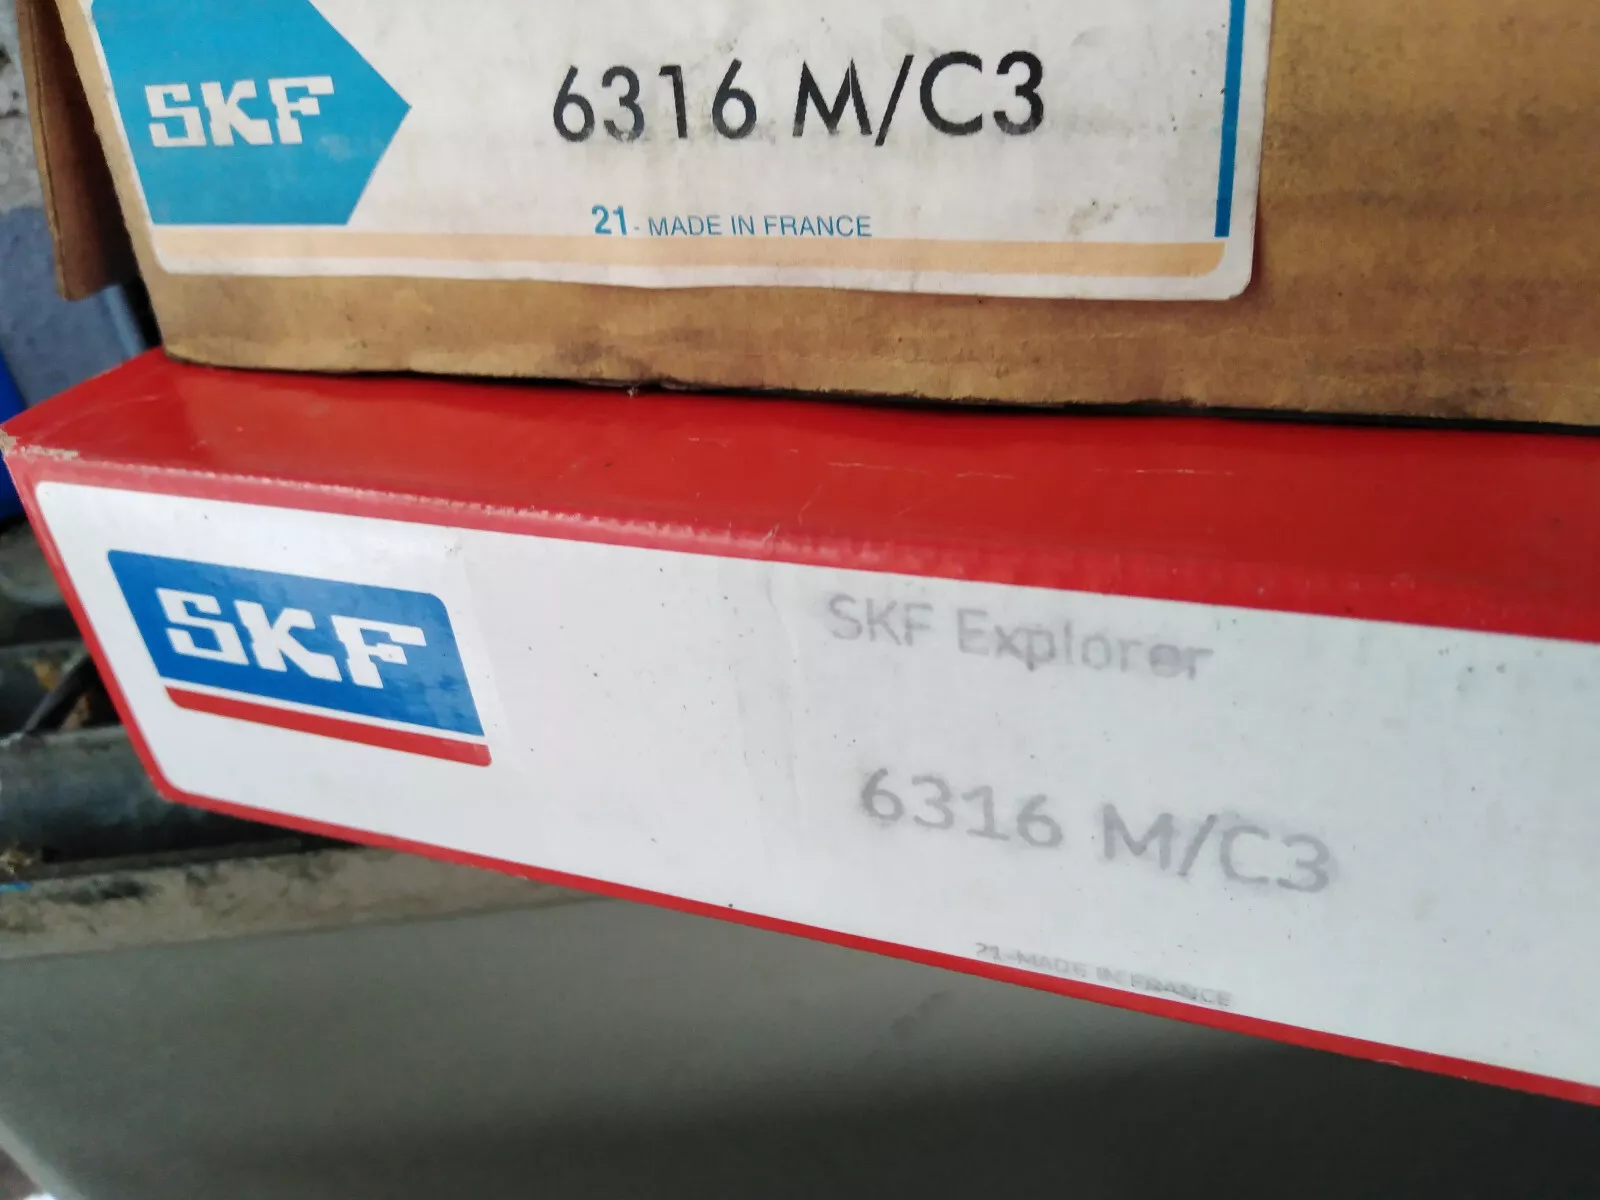 SKF
6316 M/C3
21- MADE IN FRANCE
SKF
SKF Explorer
6316 M/C3
21-MADE IN FRANCE